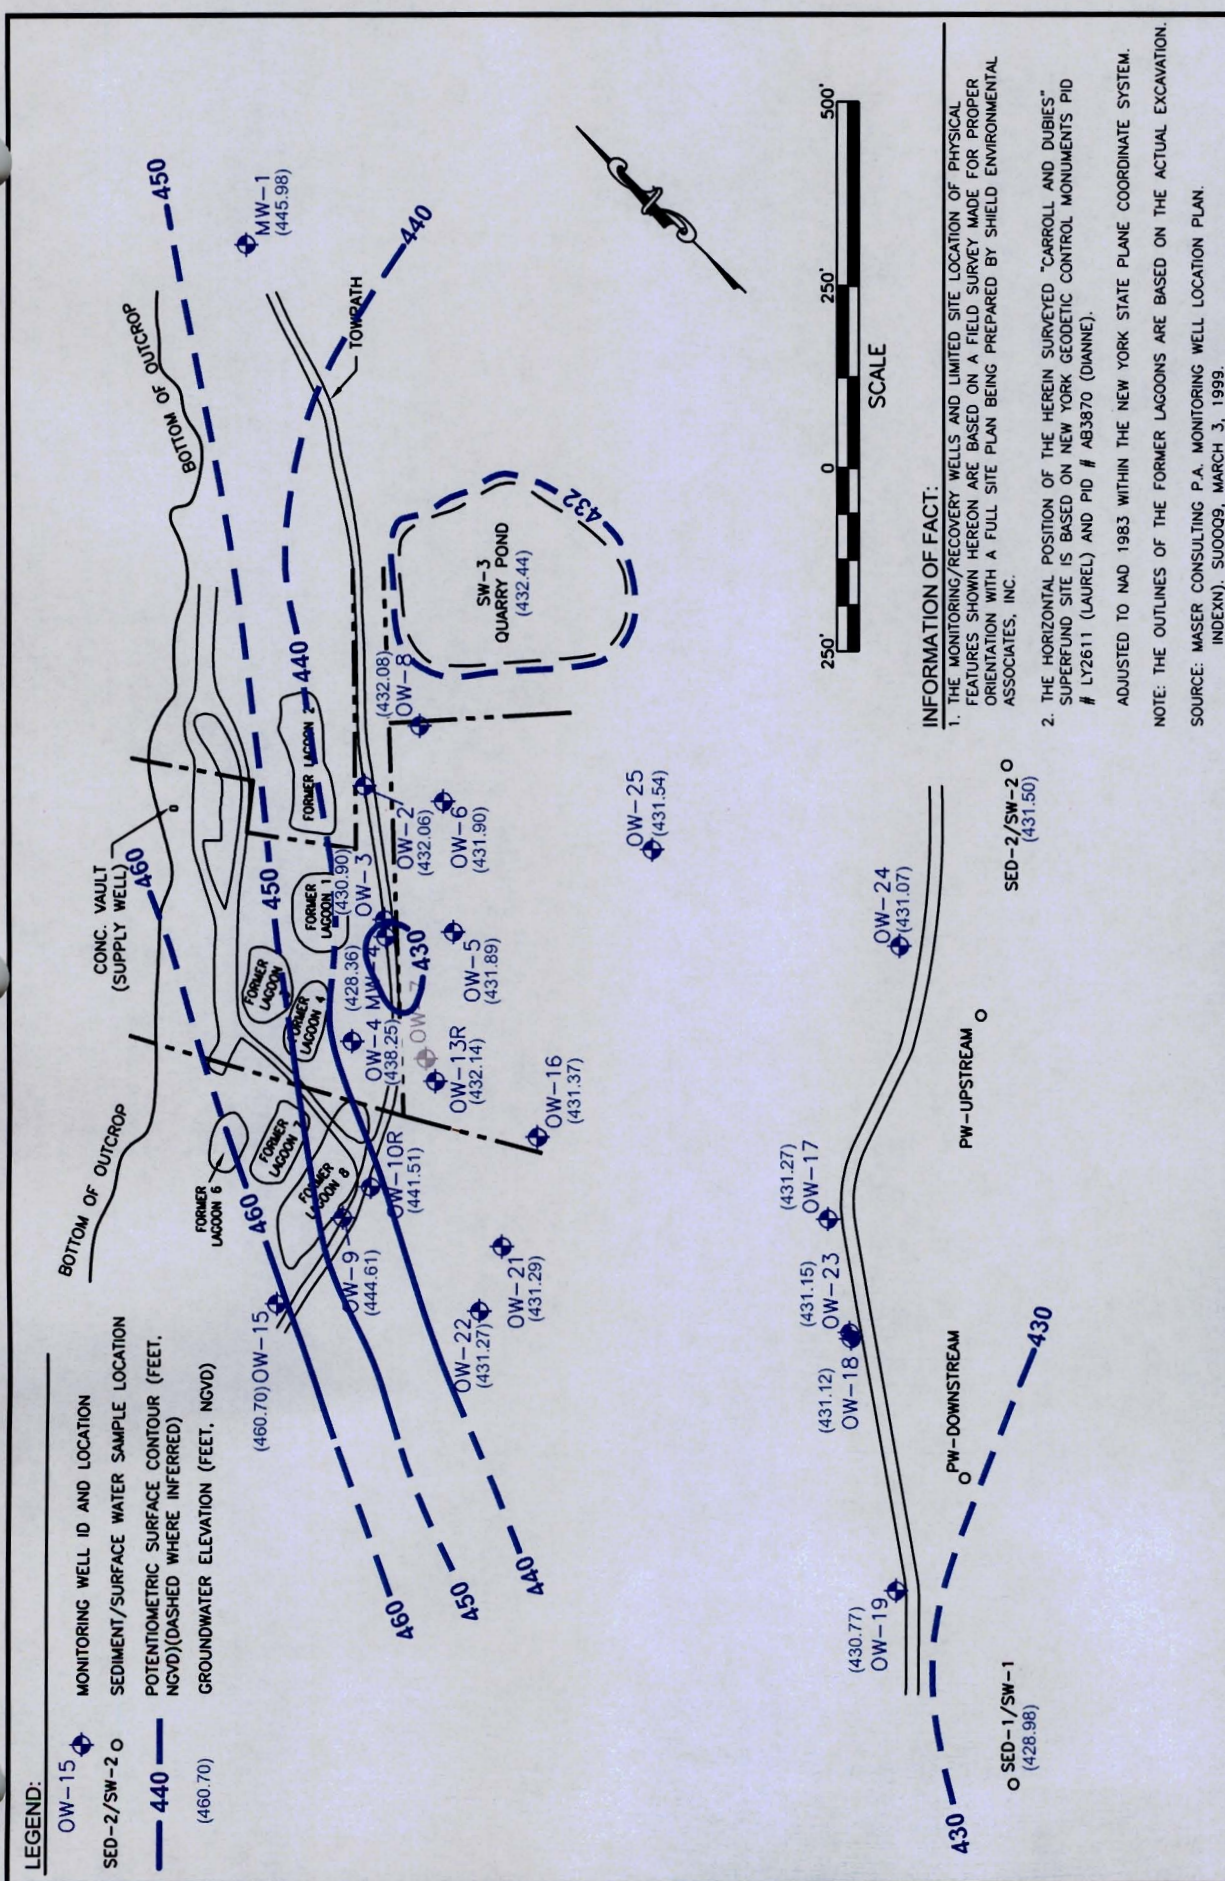 LEGEND:
OW-15
MONITORING WELL ID AND LOCATION
SED-2/SW-2
SEDIMENT/SURFACE WATER SAMPLE LOCATION
440
POTENTIOMETRIC SURFACE CONTOUR (FEET,
NGVD)(DASHED WHERE INFERRED)
(460.70)
GROUNDWATER ELEVATION (FEET, NGVD)
BOTTOM OF OUTCROP
CONC. VAULT
(SUPPLY WELL)
BOTTOM OF OUTCROP
460
450
MW-1
(445.98)
440
TOWPATH
FORMER
LAGOON 6
460
FORMER
LAGOON 7
FORMER
LAGOON 8
FORMER
LAGOON
FORMER
LAGOON 4
450
FORMER
LAGOON 1
FORMER LAGOON 2
440
(460.70) OW-15
OW-9
(444.61)
OW-10R
(441.51)
OW-4
(438.25)
(428.36)
MW-4
(430.90)
OW-3
OW-2
(432.06)
(432.08)
OW-8
OW-7
430
OW-13R
(432.14)
OW-5
(431.89)
OW-6
(431.90)
SW-3
QUARRY POND
(432.44)
432
OW-16
(431.37)
OW-22
(431.27)
OW-21
(431.29)
OW-25
(431.54)
460
450
440
(430.77)
OW-19
(431.12)
OW-18
(431.15)
OW-23
(431.27)
OW-17
OW-24
(431.07)
PW-DOWNSTREAM
PW-UPSTREAM
SED-1/SW-1
(428.98)
SED-2/SW-2
(431.50)
430
430
250'
0
250'
500'
SCALE
INFORMATION OF FACT:
1. THE MONITORING/RECOVERY WELLS AND LIMITED SITE LOCATION OF PHYSICAL
FEATURES SHOWN HEREON ARE BASED ON A FIELD SURVEY MADE FOR PROPER
ORIENTATION WITH A FULL SITE PLAN BEING PREPARED BY SHIELD ENVIRONMENTAL
ASSOCIATES, INC.
2. THE HORIZONTAL POSITION OF THE HEREIN SURVEYED "CARROLL AND DUBIES"
SUPERFUND SITE IS BASED ON NEW YORK GEODETIC CONTROL MONUMENTS PID
# LY2611 (LAUREL) AND PID # AB3870 (DIANNE).
ADJUSTED TO NAD 1983 WITHIN THE NEW YORK STATE PLANE COORDINATE SYSTEM.
NOTE: THE OUTLINES OF THE FORMER LAGOONS ARE BASED ON THE ACTUAL EXCAVATION.
SOURCE: MASER CONSULTING P.A. MONITORING WELL LOCATION PLAN.
INDEXN), SU0009, MARCH 3, 1999.